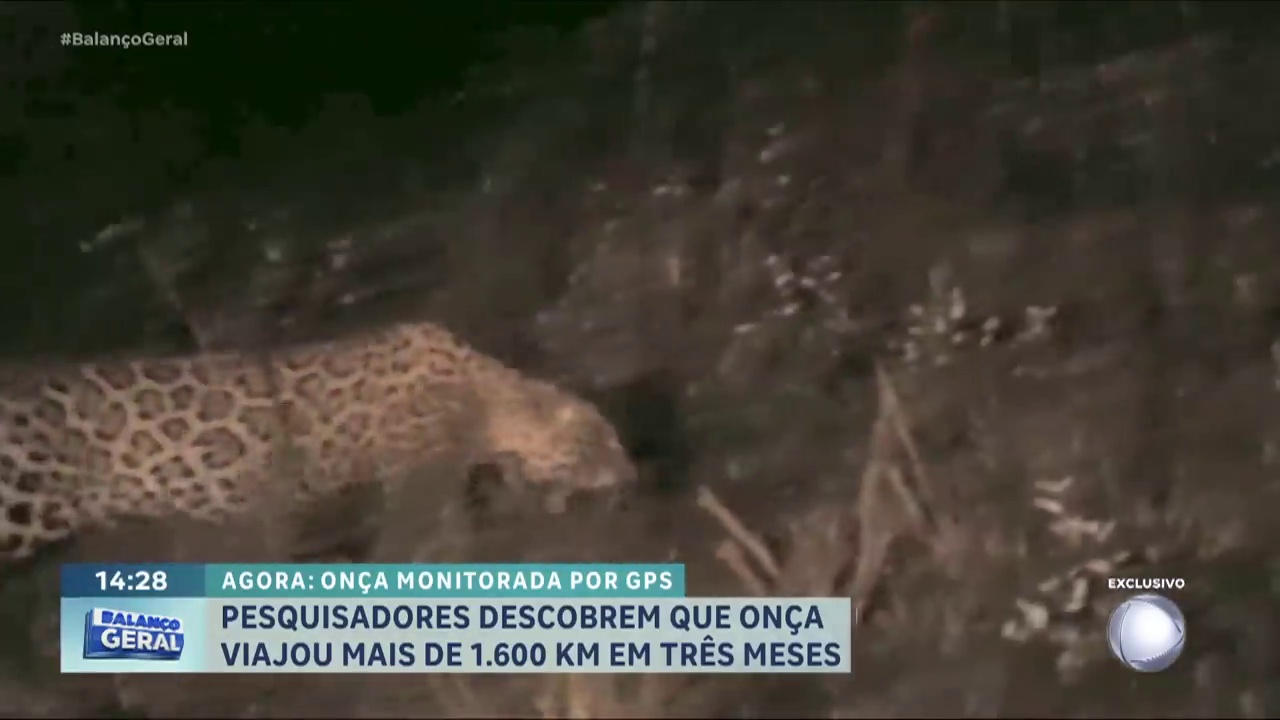 #BalançoGeral
14:28
AGORA: ONÇA MONITORADA POR GPS
BALANÇO
GERAL
PESQUISADORES DESCOBREM QUE ONÇA
VIAJOU MAIS DE 1.600 KM EM TRÊS MESES
EXCLUSIVO